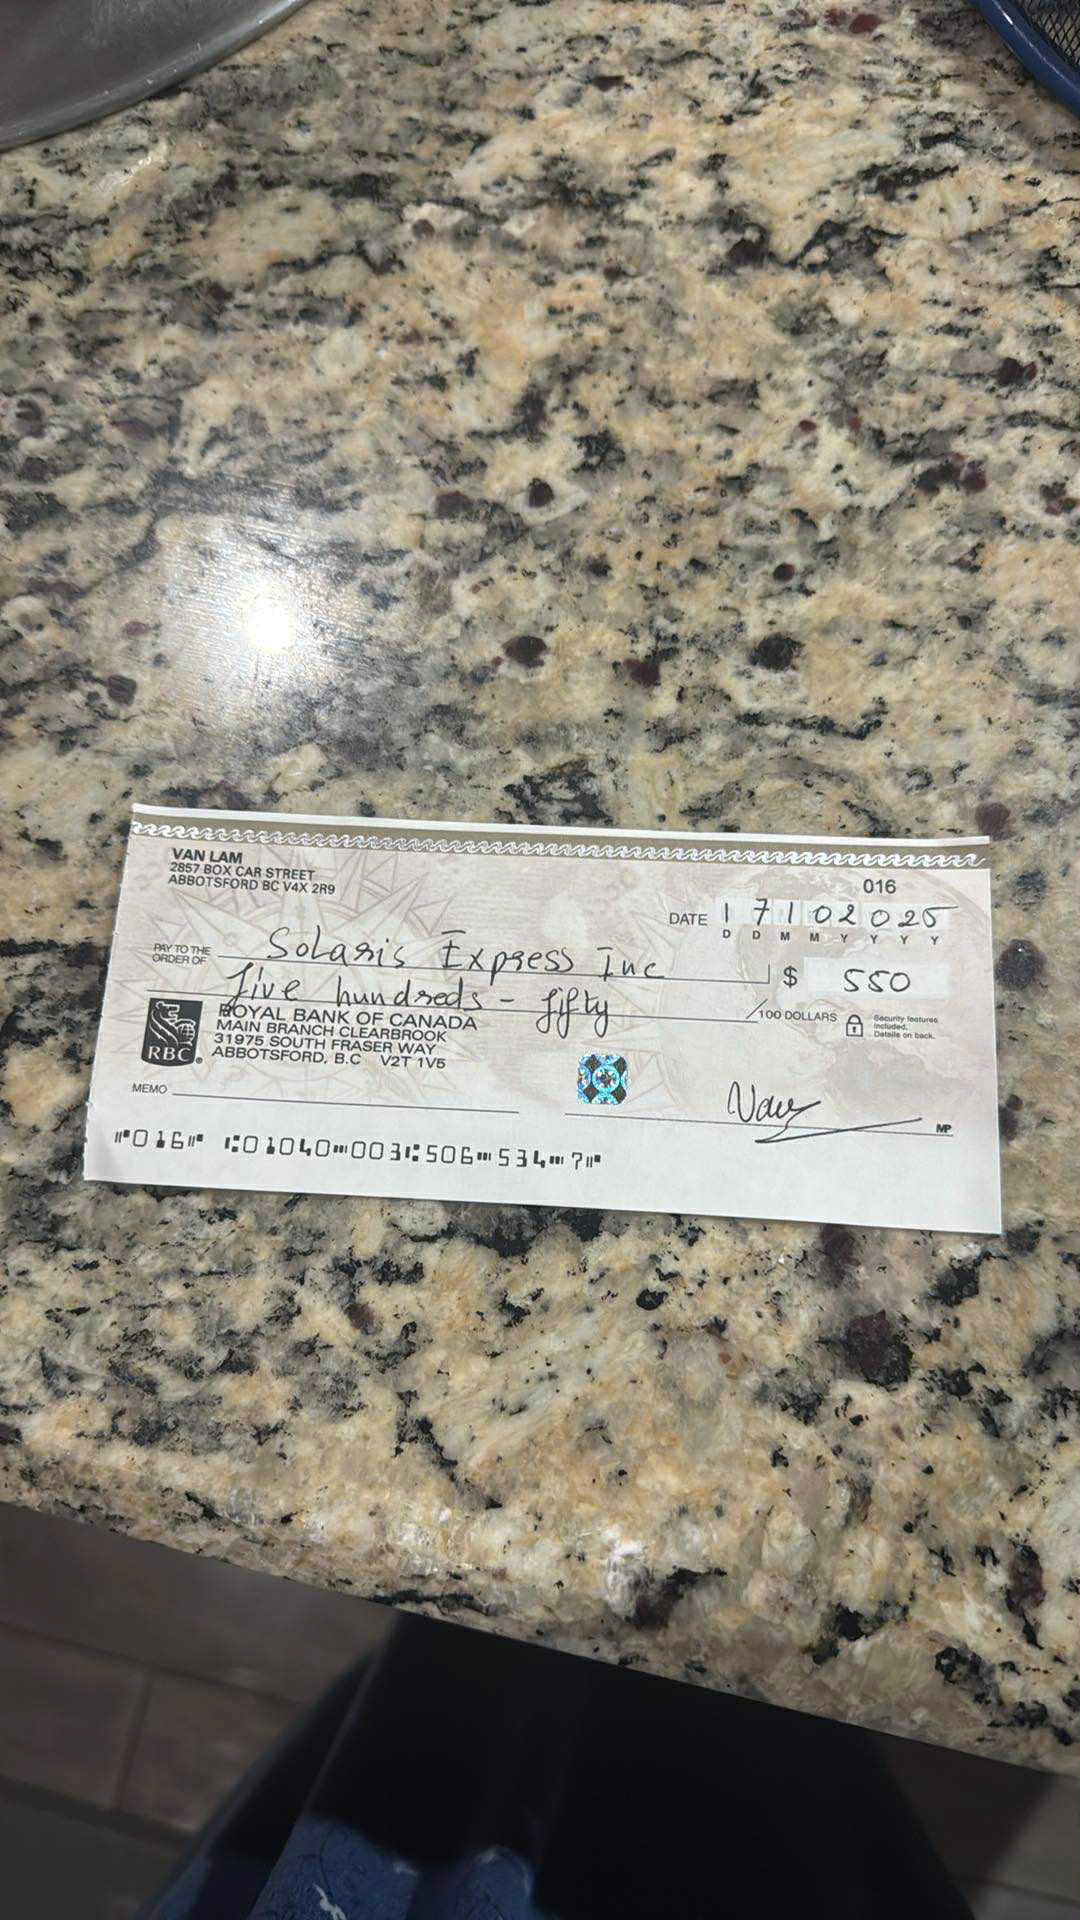 VAN LAM
2857 BOX CAR STREET
ABBOTSFORD BC V4X 2R9
016
DATE 17102025
D D M M Y Y Y Y
PAY TO THE
ORDER OF
Solaris Express Inc
$ 550
five hundreds - fifty
/100 DOLLARS
Security features
included.
Details on back.
RBC
ROYAL BANK OF CANADA
MAIN BRANCH CLEARBROOK
31975 SOUTH FRASER WAY
ABBOTSFORD, B.C V2T 1V5
MEMO
MP
⑈016⑈ ⑆01040⑉003⑆506⑉534⑉7⑈